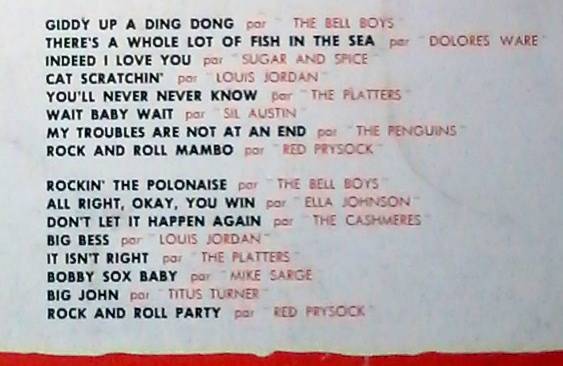 GIDDY UP A DING DONG par "THE BELL BOYS"
THERE'S A WHOLE LOT OF FISH IN THE SEA par "DOLORES WARE"
INDEED I LOVE YOU par "SUGAR AND SPICE"
CAT SCRATCHIN' par "LOUIS JORDAN"
YOU'LL NEVER NEVER KNOW par "THE PLATTERS"
WAIT BABY WAIT par "SIL AUSTIN"
MY TROUBLES ARE NOT AT AN END par "THE PENGUINS"
ROCK AND ROLL MAMBO par "RED PRYSOCK"
ROCKIN' THE POLONAISE par "THE BELL BOYS"
ALL RIGHT, OKAY, YOU WIN par "ELLA JOHNSON"
DON'T LET IT HAPPEN AGAIN par "THE CASHMERES"
BIG BESS par "LOUIS JORDAN"
IT ISN'T RIGHT par "THE PLATTERS"
BOBBY SOX BABY par "MIKE SARGE"
BIG JOHN par "TITUS TURNER"
ROCK AND ROLL PARTY par "RED PRYSOCK"